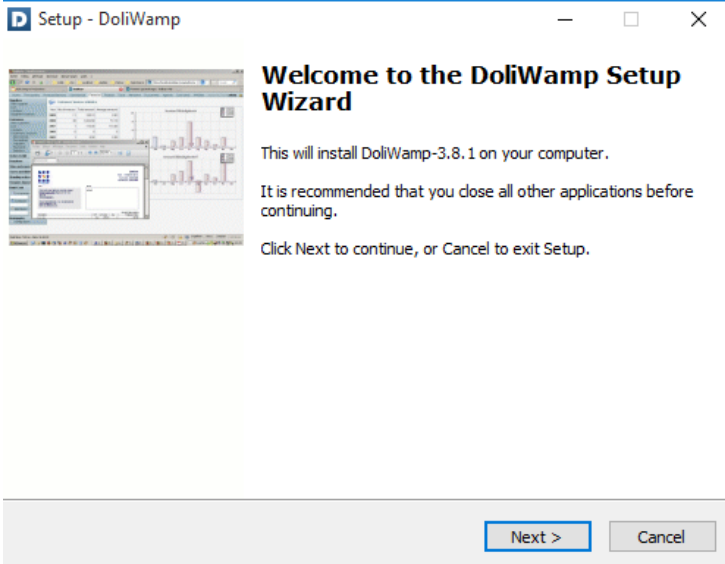 D Setup - DoliWamp
Welcome to the DoliWamp Setup
Wizard
This will install DoliWamp-3.8.1 on your computer.
It is recommended that you close all other applications before
continuing.
Click Next to continue, or Cancel to exit Setup.
Next >
Cancel